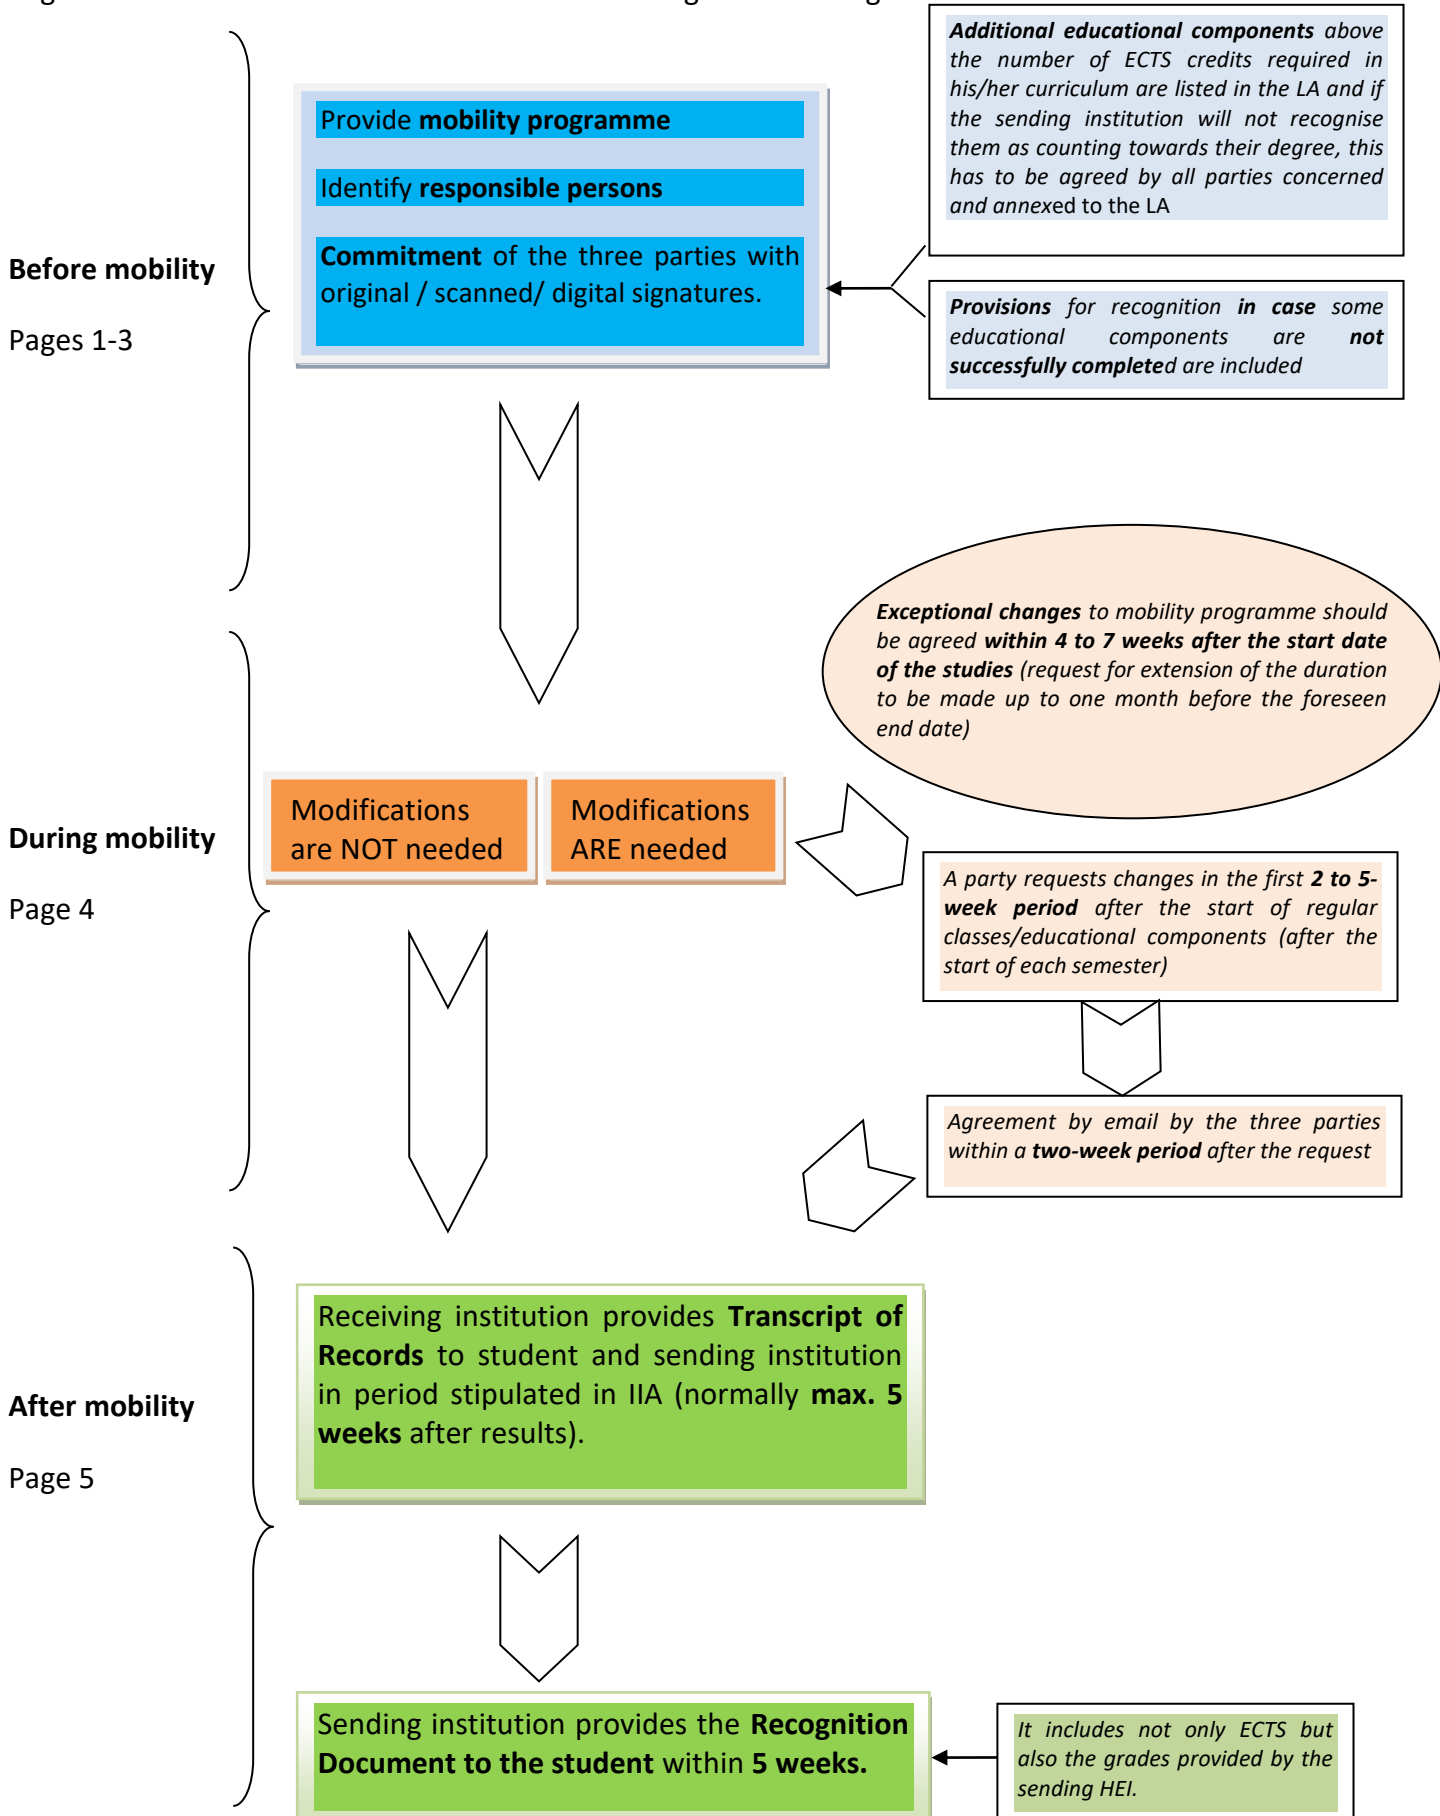 Additional educational components above
the number of ECTS credits required in
his/her curriculum are listed in the LA and if
the sending institution will not recognise
them as counting towards their degree, this
has to be agreed by all parties concerned
and annexed to the LA
Provide mobility programme
Identify responsible persons
Commitment of the three parties with
original / scanned/ digital signatures.
Before mobility
Pages 1-3
Provisions for recognition in case some
educational components are not
successfully completed are included
Exceptional changes to mobility programme should
be agreed within 4 to 7 weeks after the start date
of the studies (request for extension of the duration
to be made up to one month before the foreseen
end date)
During mobility
Page 4
Modifications
are NOT needed
Modifications
ARE needed
A party requests changes in the first 2 to 5-
week period after the start of regular
classes/educational components (after the
start of each semester)
Agreement by email by the three parties
within a two-week period after the request
After mobility
Page 5
Receiving institution provides Transcript of
Records to student and sending institution
in period stipulated in IIA (normally max. 5
weeks after results).
Sending institution provides the Recognition
Document to the student within 5 weeks.
It includes not only ECTS but
also the grades provided by the
sending HEI.